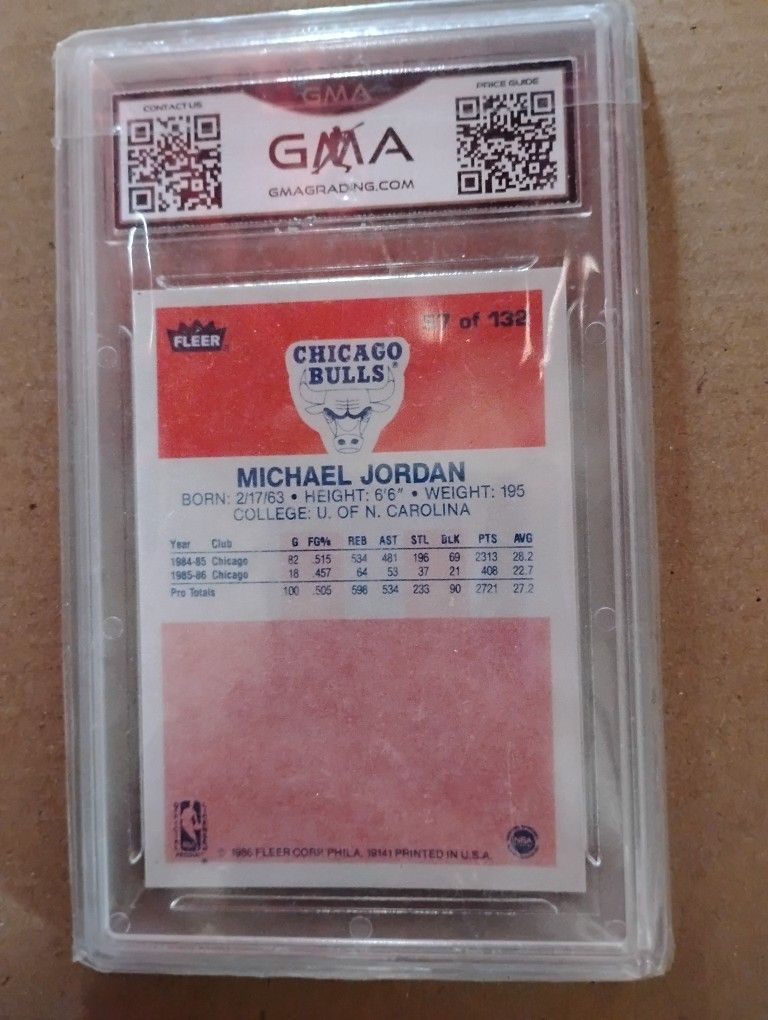 CONTACT US
GMA
PRICE GUIDE
GMA
GMAGRADING.COM
FLEER
57 of 132
CHICAGO
BULLS®
MICHAEL JORDAN
BORN: 2/17/63 • HEIGHT: 6'6" • WEIGHT: 195
COLLEGE: U. OF N. CAROLINA
Year Club G FG% REB AST STL BLK PTS AVG
1984-85 Chicago 82 .515 534 481 196 69 2313 28.2
1985-86 Chicago 18 .457 64 53 37 21 408 22.7
Pro Totals 100 .505 598 534 233 90 2721 27.2
© 1986 FLEER CORP. PHILA. 19141 PRINTED IN U.S.A.
NBA